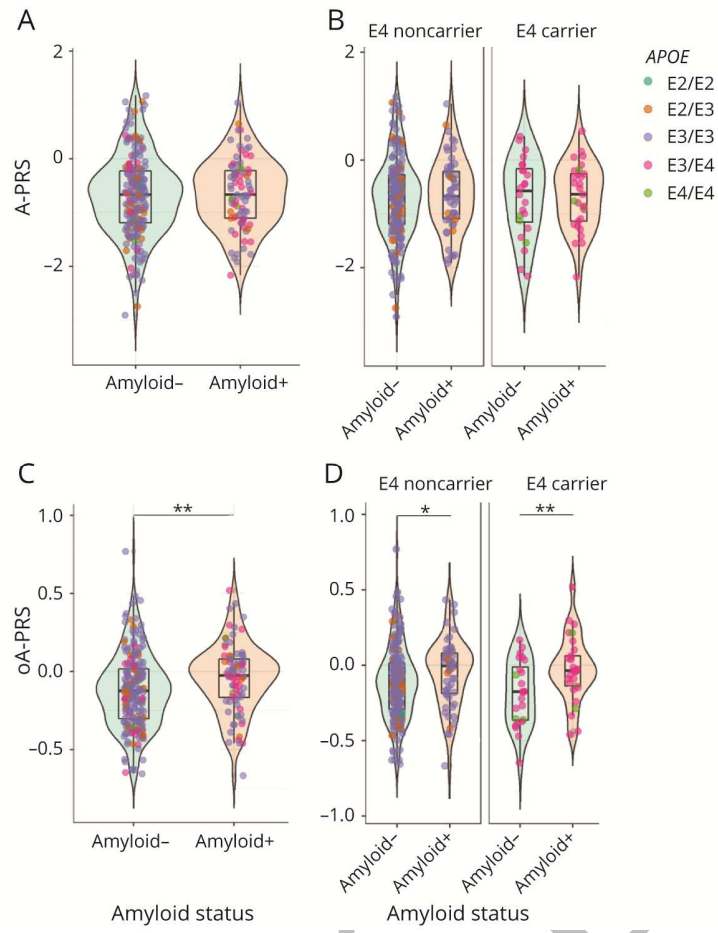 A
2
0
−2
A-PRS
Amyloid–
Amyloid+
B
E4 noncarrier
E4 carrier
2
0
−2
Amyloid–
Amyloid+
Amyloid–
Amyloid+
APOE
E2/E2
E2/E3
E3/E3
E3/E4
E4/E4
C
1.0
0.5
0.0
−0.5
oA-PRS
**
Amyloid–
Amyloid+
Amyloid status
D
E4 noncarrier
E4 carrier
1.0
0.5
0.0
−0.5
−1.0
*
**
Amyloid–
Amyloid+
Amyloid–
Amyloid+
Amyloid status